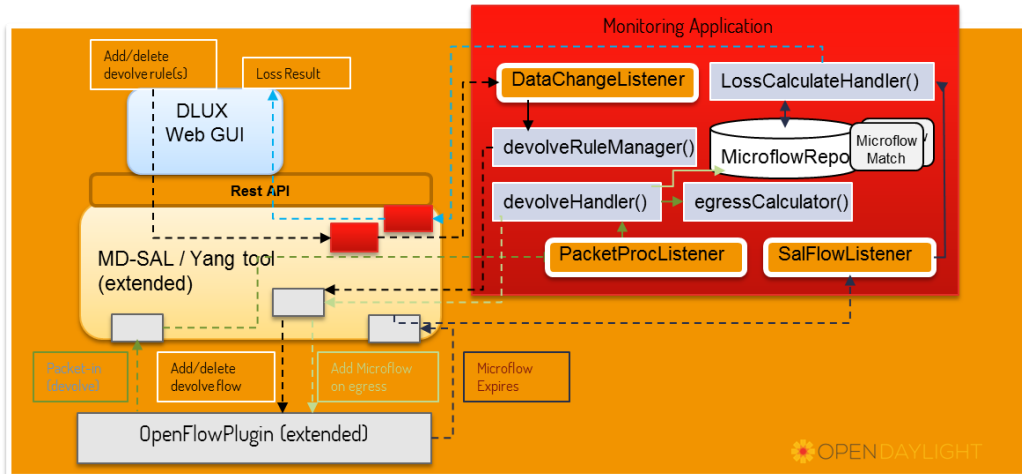 Monitoring Application
Add/delete
devolve rule(s)
Loss Result
DataChangeListener
LossCalculateHandler()
DLUX
Web GUI
devolveRuleManager()
MicroflowRepo
Microflow
Match
Rest API
devolveHandler()
egressCalculator()
MD-SAL / Yang tool
(extended)
PacketProcListener
SalFlowListener
Packet-in
(devolve)
Add/delete
devolve flow
Add Microflow
on egress
Microflow
Expires
OpenFlowPlugin (extended)
OPENDAYLIGHT